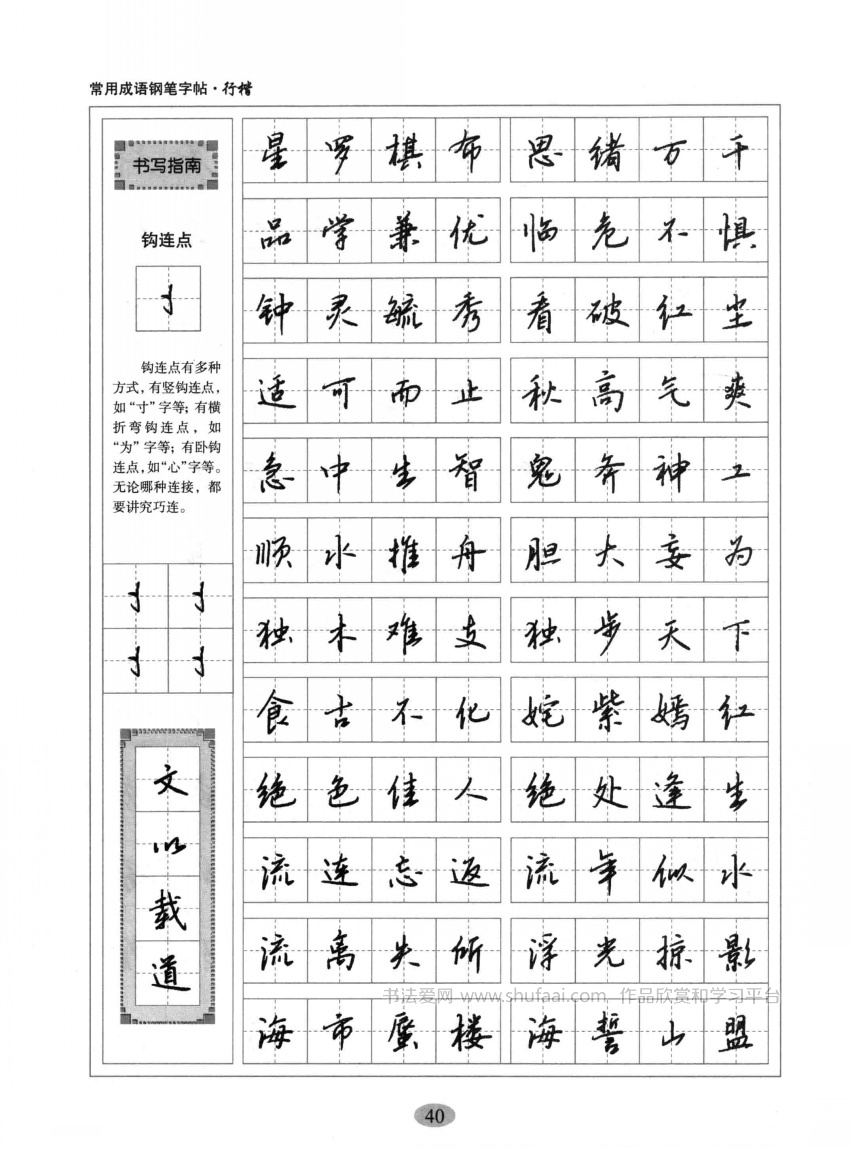 常用成语钢笔字帖·行楷
书写指南
钩连点
钩连点有多种
方式，有竖钩连点，
如“寸”字等；有横
折弯钩连点，如
“为”字等；有卧钩
连点，如“心”字等。
无论哪种连接，都
要讲究巧连。
文以载道
星罗棋布 思绪万千
品学兼优 临危不惧
钟灵毓秀 看破红尘
适可而止 秋高气爽
急中生智 鬼斧神工
顺水推舟 胆大妄为
独木难支 独步天下
食古不化 姹紫嫣红
绝色佳人 绝处逢生
流连忘返 流年似水
流离失所 浮光掠影
海市蜃楼 海誓山盟
书法爱网 www.shufaai.com 作品欣赏和学习平台
40